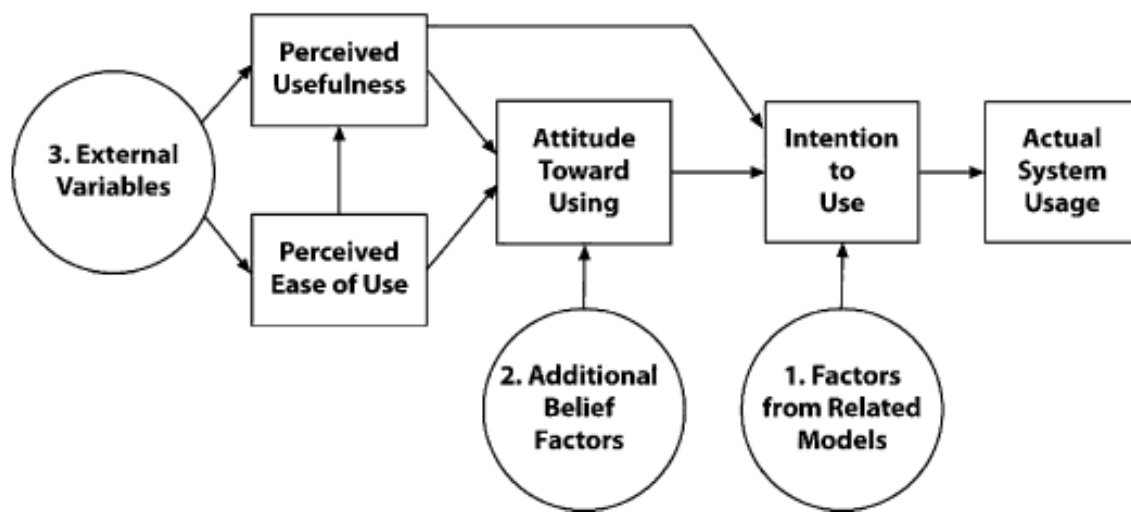 Perceived
Usefulness
3. External
Variables
Perceived
Ease of Use
Attitude
Toward
Using
Intention
to
Use
Actual
System
Usage
2. Additional
Belief
Factors
1. Factors
from Related
Models